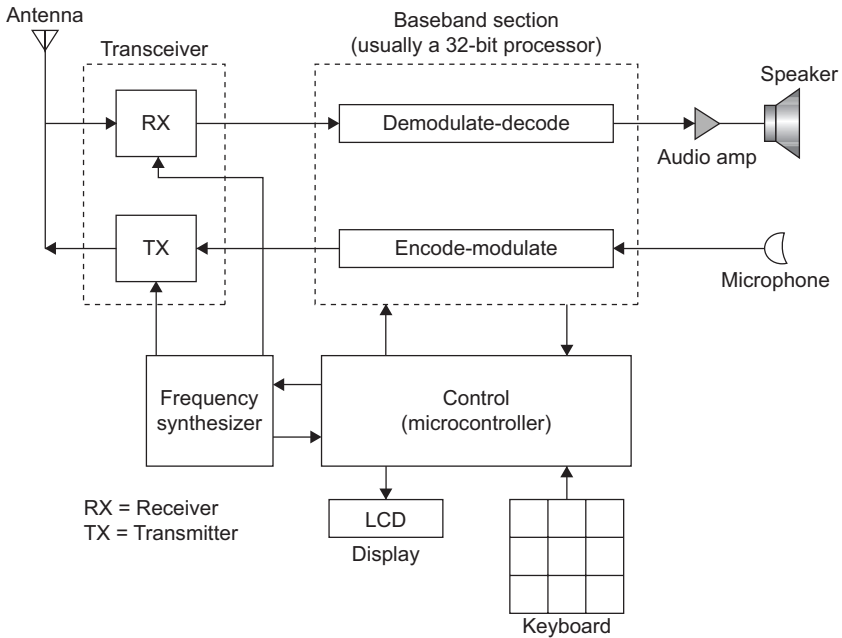 Antenna
Transceiver
Baseband section
(usually a 32-bit processor)
Speaker
RX
Demodulate-decode
Audio amp
TX
Encode-modulate
Microphone
Frequency
synthesizer
Control
(microcontroller)
RX = Receiver
TX = Transmitter
LCD
Display
Keyboard